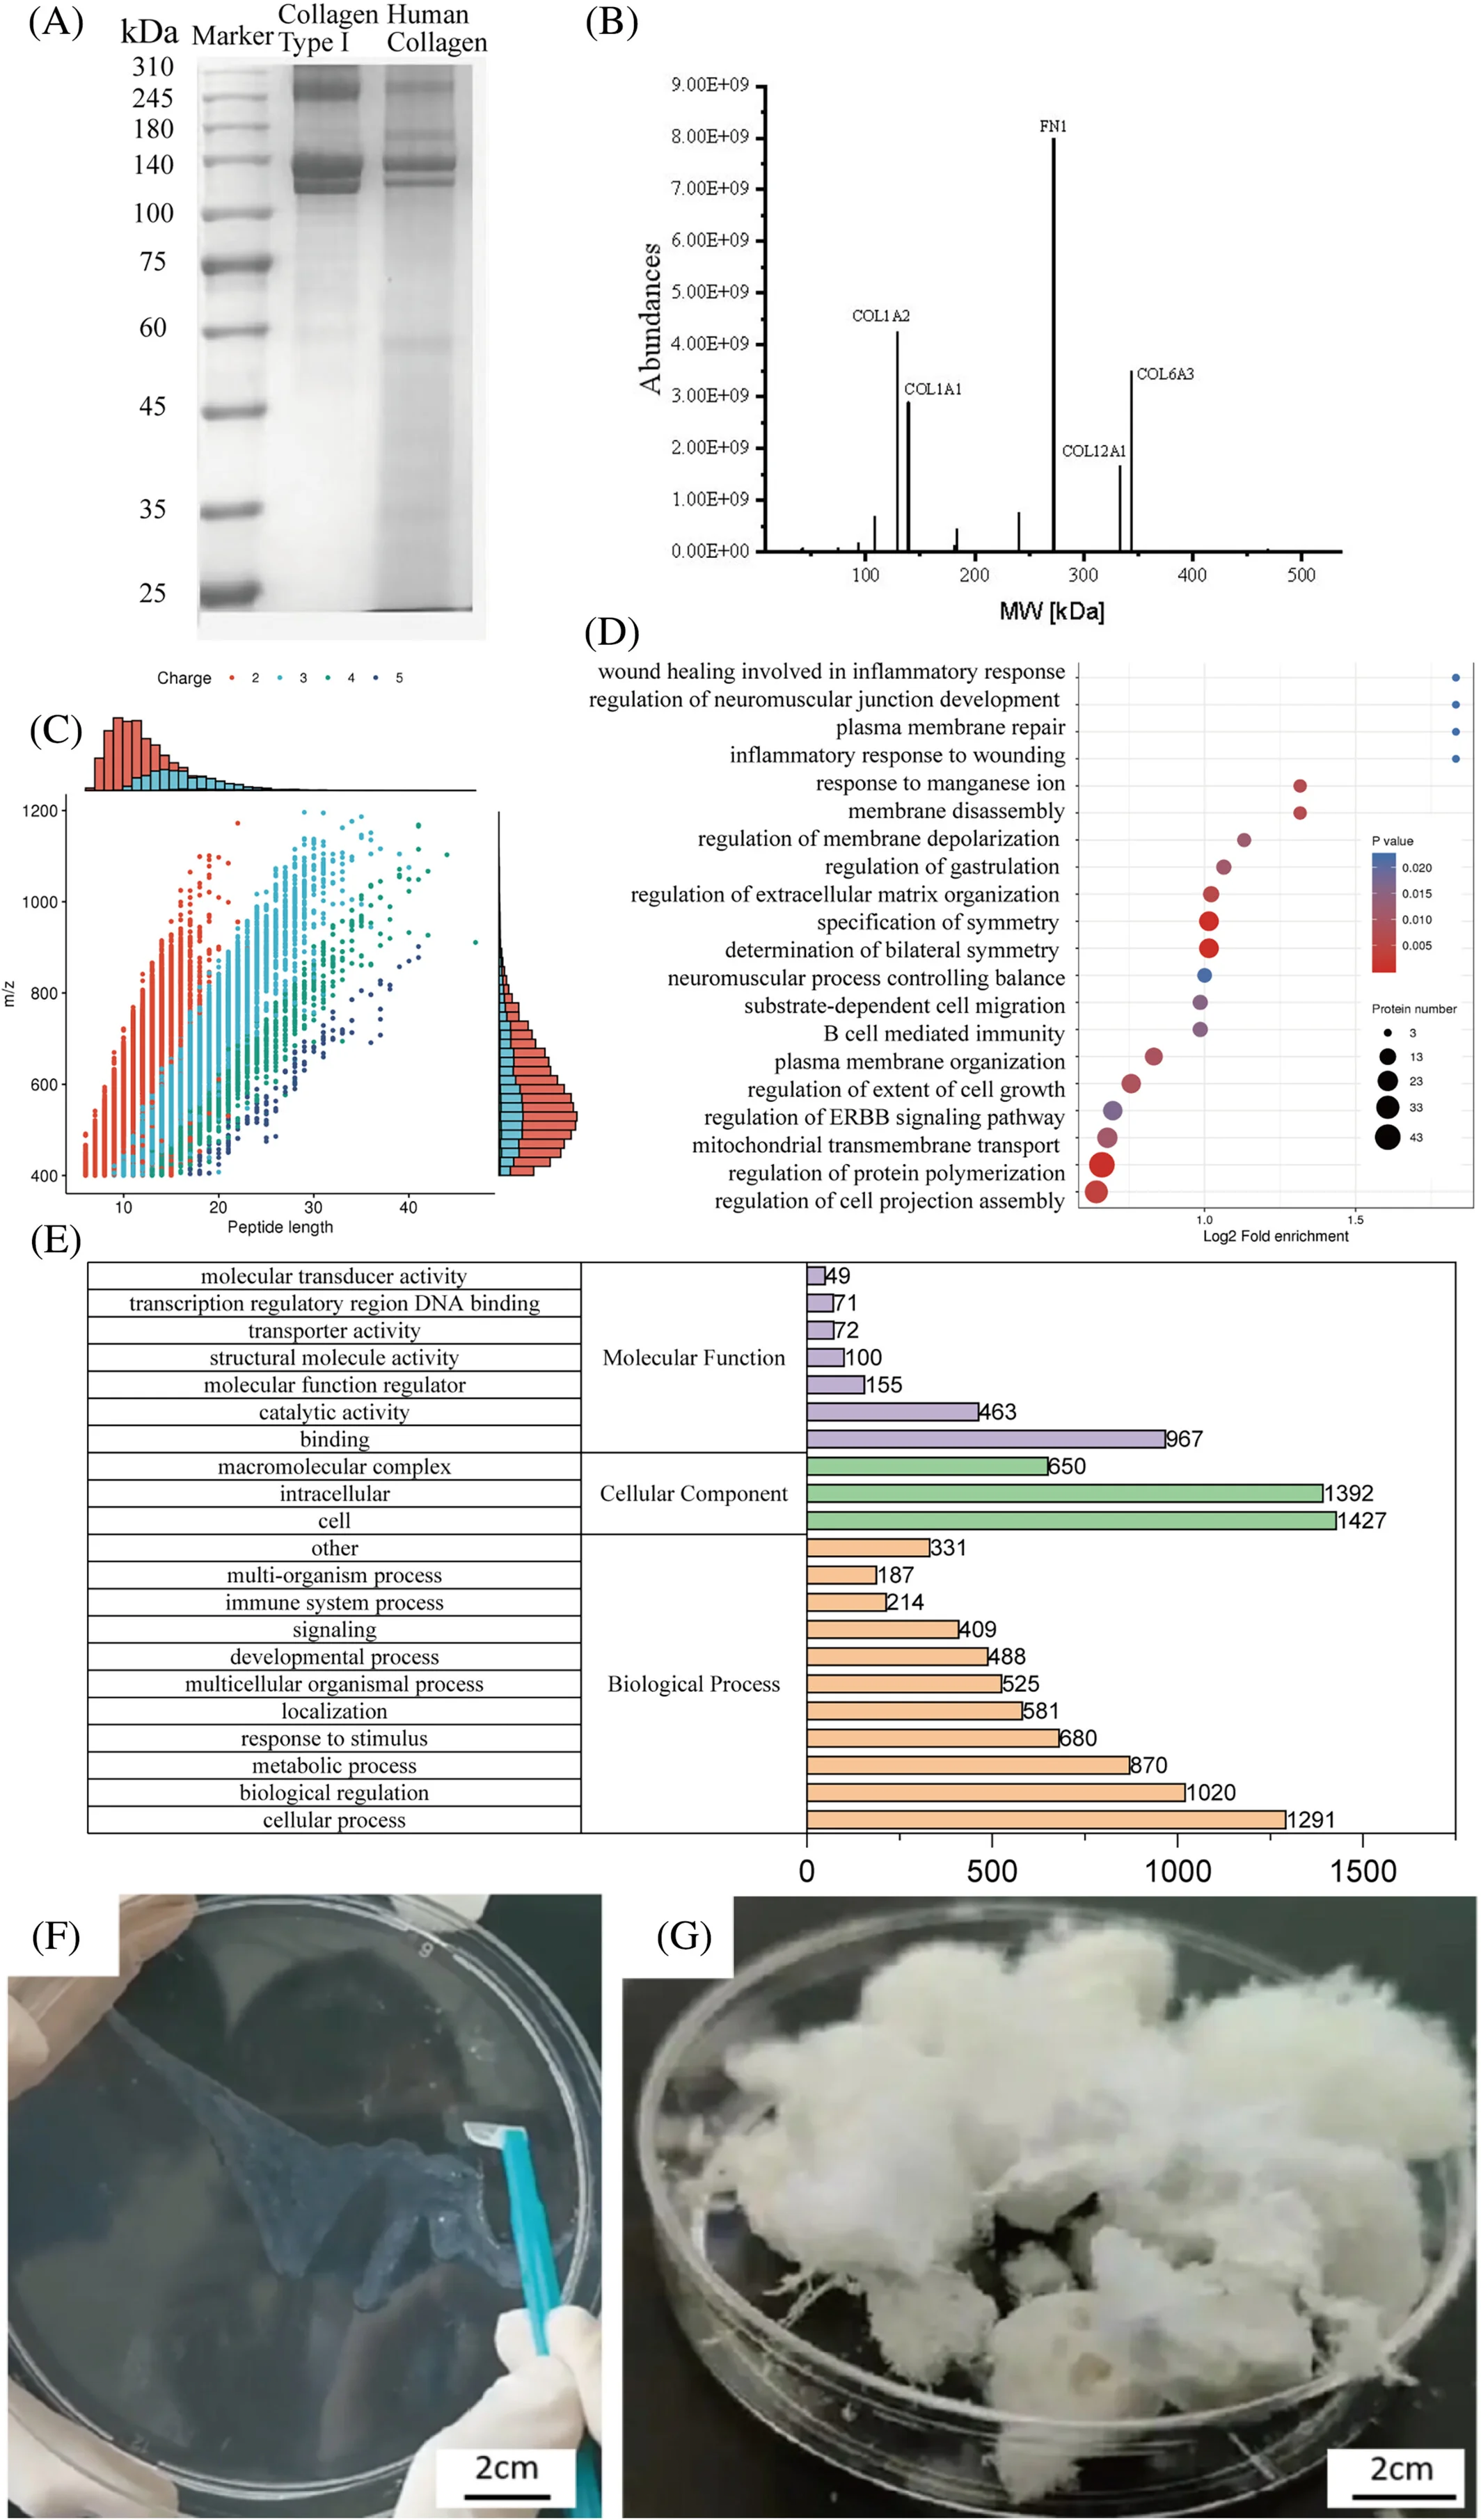 (A)
kDa Marker Collagen Type I Human Collagen
310
245
180
140
100
75
60
45
35
25
(B)
9.00E+09
8.00E+09
7.00E+09
6.00E+09
5.00E+09
4.00E+09
3.00E+09
2.00E+09
1.00E+09
0.00E+00
Abundances
FN1
COL1A2
COL1A1
COL6A3
COL12A1
100 200 300 400 500
MW [kDa]
(C)
Charge 2 3 4 5
1200
1000
800
600
400
m/z
10 20 30 40
Peptide length
(D)
wound healing involved in inflammatory response
regulation of neuromuscular junction development
plasma membrane repair
inflammatory response to wounding
response to manganese ion
membrane disassembly
regulation of membrane depolarization
regulation of gastrulation
regulation of extracellular matrix organization
specification of symmetry
determination of bilateral symmetry
neuromuscular process controlling balance
substrate-dependent cell migration
B cell mediated immunity
plasma membrane organization
regulation of extent of cell growth
regulation of ERBB signaling pathway
mitochondrial transmembrane transport
regulation of protein polymerization
regulation of cell projection assembly
1.0 1.5
Log2 Fold enrichment
P value
0.020
0.015
0.010
0.005
Protein number
3
13
23
33
43
(E)
molecular transducer activity 49
transcription regulatory region DNA binding 71
transporter activity 72
structural molecule activity Molecular Function 100
molecular function regulator 155
catalytic activity 463
binding 967
macromolecular complex 650
intracellular Cellular Component 1392
cell 1427
other 331
multi-organism process 187
immune system process 214
signaling 409
developmental process 488
multicellular organismal process Biological Process 525
localization 581
response to stimulus 680
metabolic process 870
biological regulation 1020
cellular process 1291
0 500 1000 1500
(F)
2cm
(G)
2cm